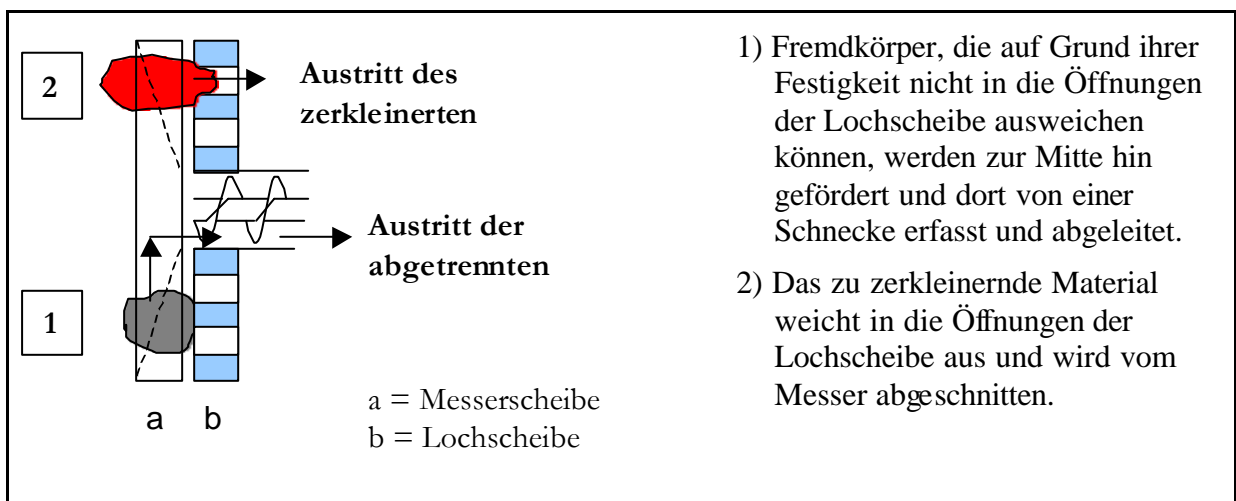 2
Austritt des
zerkleinerten
Austritt der
abgetrennten
1
a b
a = Messerscheibe
b = Lochscheibe
1) Fremdkörper, die auf Grund ihrer
Festigkeit nicht in die Öffnungen
der Lochscheibe ausweichen
können, werden zur Mitte hin
gefördert und dort von einer
Schnecke erfasst und abgeleitet.
2) Das zu zerkleinernde Material
weicht in die Öffnungen der
Lochscheibe aus und wird vom
Messer abgeschnitten.